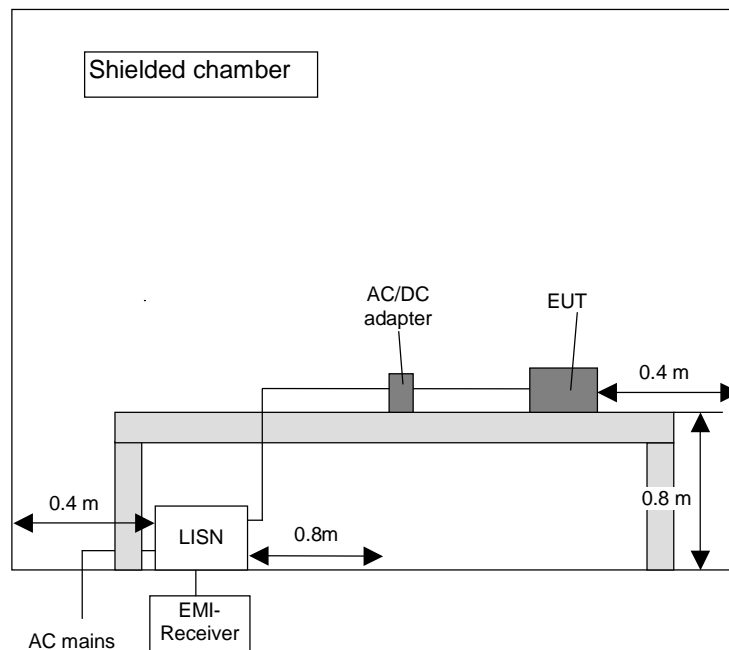 Shielded chamber
AC/DC
adapter
EUT
0.4 m
0.4 m
0.8 m
LISN
0.8m
EMI-
Receiver
AC mains